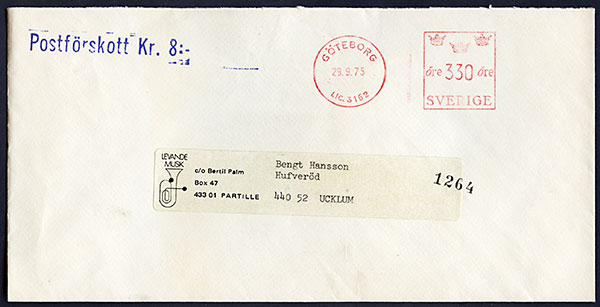 Postförskott Kr. 8:-
GÖTEBORG
29.9.75
LIC.3162
öre 330 öre
SVERIGE
LEVANDE
MUSIK
c/o Bertil Palm
Box 47
433 01 PARTILLE
Bengt Hansson
Hufveröd
440 52 UCKLUM
1264